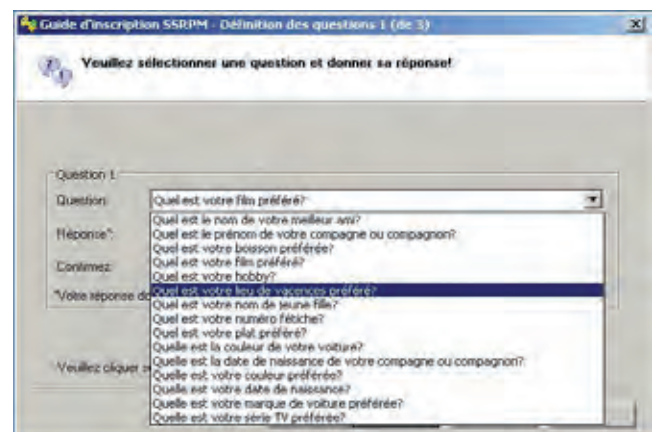 Guide d'inscription SSRPM - Définition des questions 1 (de 3)
Veuillez sélectionner une question et donner sa réponse!
Question 1
Question: Quel est votre film préféré?
Quel est le nom de votre meilleur ami?
Quel est le prénom de votre compagne ou compagnon?
Réponse*:
Quel est votre boisson préférée?
Quel est votre film préféré?
Confirmez:
Quel est votre hobby?
Quel est votre lieu de vacences préféré?
*Votre réponse do
Quel est votre nom de jeune fille?
Quel est votre numéro fétiche?
Quel est votre plat préféré?
Quelle est la couleur de votre voiture?
Quelle est la date de naissance de votre compagne ou compagnon?
Veuillez cliquer
Quelle est votre couleur préférée?
Quelle est votre date de naissance?
Quelle est votre marque de voiture préférée?
Quelle est votre série TV préférée?